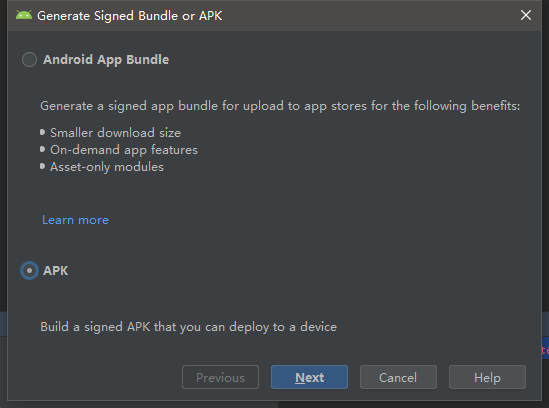 Generate Signed Bundle or APK
Android App Bundle
Generate a signed app bundle for upload to app stores for the following benefits:
Smaller download size
On-demand app features
Asset-only modules
Learn more
APK
Build a signed APK that you can deploy to a device
Previous Next Cancel Help